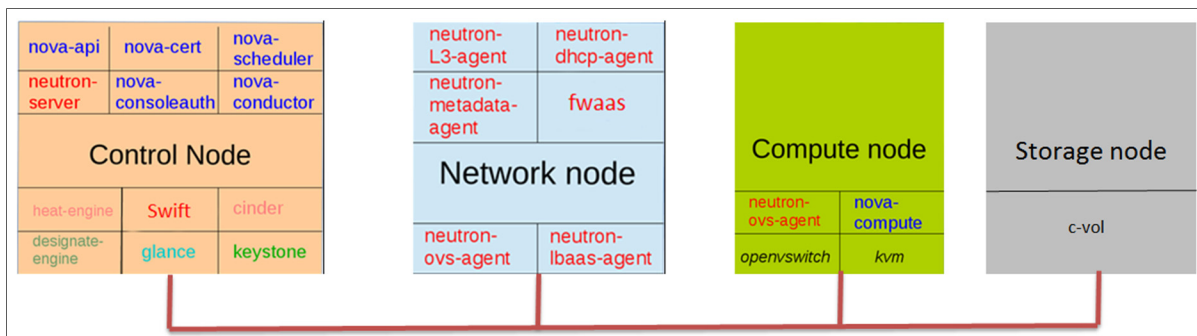 nova-api
nova-cert
nova-
scheduler
neutron-
server
nova-
consoleauth
nova-
conductor
Control Node
heat-engine
Swift
cinder
designate-
engine
glance
keystone
neutron-
L3-agent
neutron-
dhcp-agent
neutron-
metadata-
agent
fwaas
Network node
neutron-
ovs-agent
neutron-
lbaas-agent
Compute node
neutron-
ovs-agent
nova-
compute
openvswitch
kvm
Storage node
c-vol